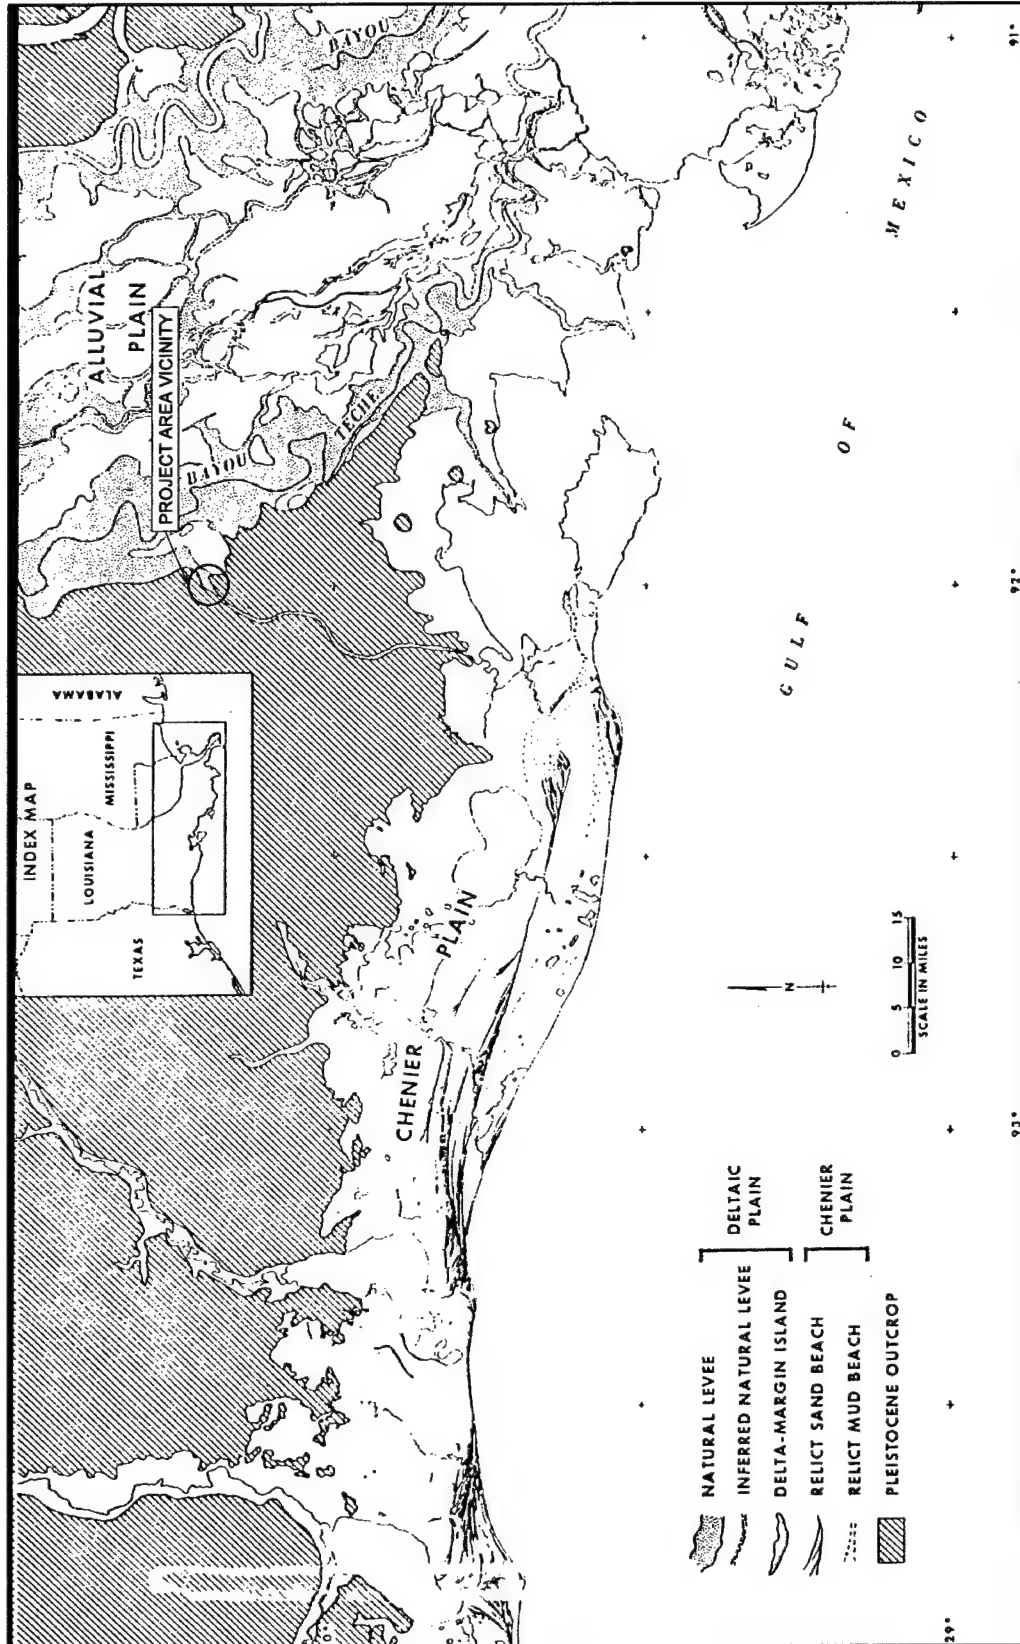 INDEX MAP
TEXAS
LOUISIANA
MISSISSIPPI
ALABAMA
ALLUVIAL
PLAIN
PROJECT AREA VICINITY
BAYOU
TECHE
BAYOU
CHENIER
PLAIN
GULF
OF
MEXICO
N
0 5 10 15
SCALE IN MILES
NATURAL LEVEE
INFERRED NATURAL LEVEE
DELTA-MARGIN ISLAND
DELTAIC
PLAIN
RELICT SAND BEACH
RELICT MUD BEACH
CHENIER
PLAIN
PLEISTOCENE OUTCROP
29°
93°
92°
91°